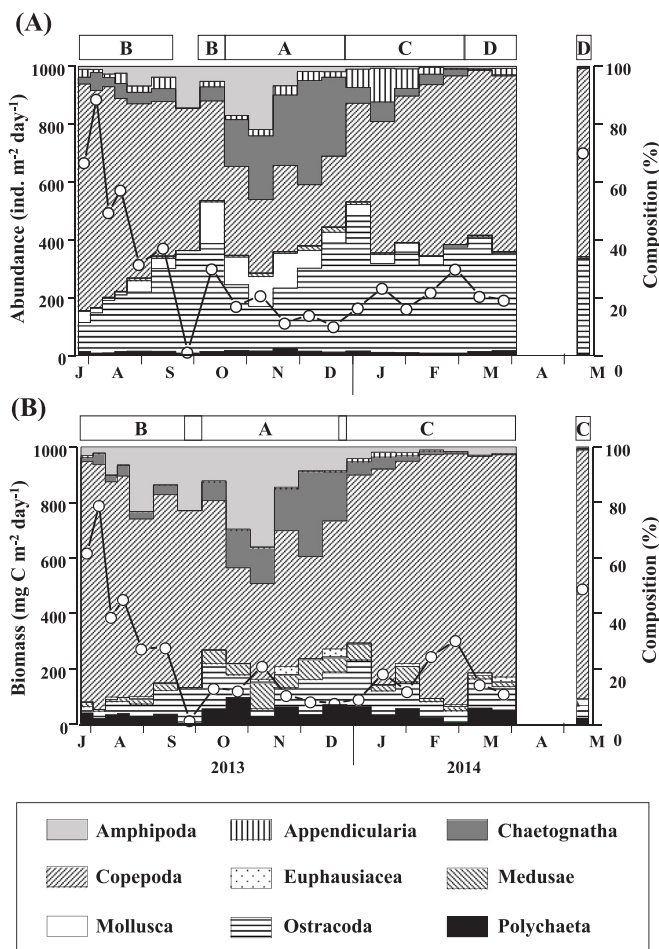 (A)
B B A C D D
1000 100
800 80
600 60
400 40
200 20
0 0
Abundance (ind. m-2 day-1)
Composition (%)
J A S O N D J F M A M
(B)
B A C C
1000 100
800 80
600 60
400 40
200 20
0 0
Biomass (mg C m-2 day-1)
Composition (%)
J A S O N D J F M A M
2013 2014
Amphipoda Appendicularia Chaetognatha
Copepoda Euphausiacea Medusae
Mollusca Ostracoda Polychaeta